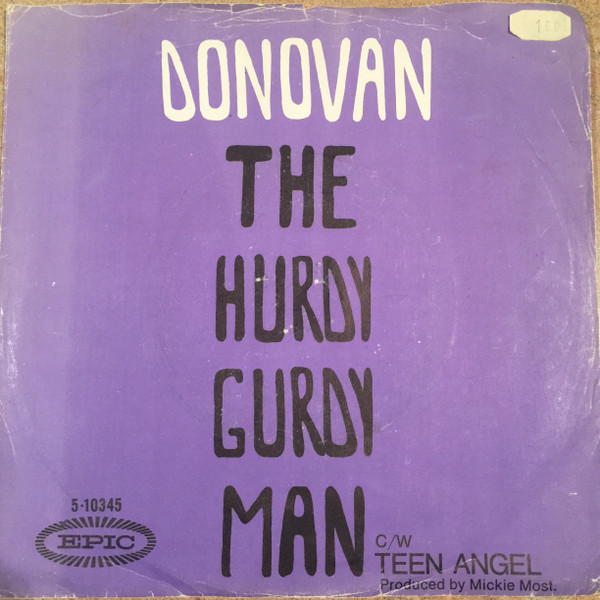 DONOVAN
THE
HURDY
GURDY
MAN
5-10345
EPIC
C/W
TEEN ANGEL
Produced by Mickie Most.